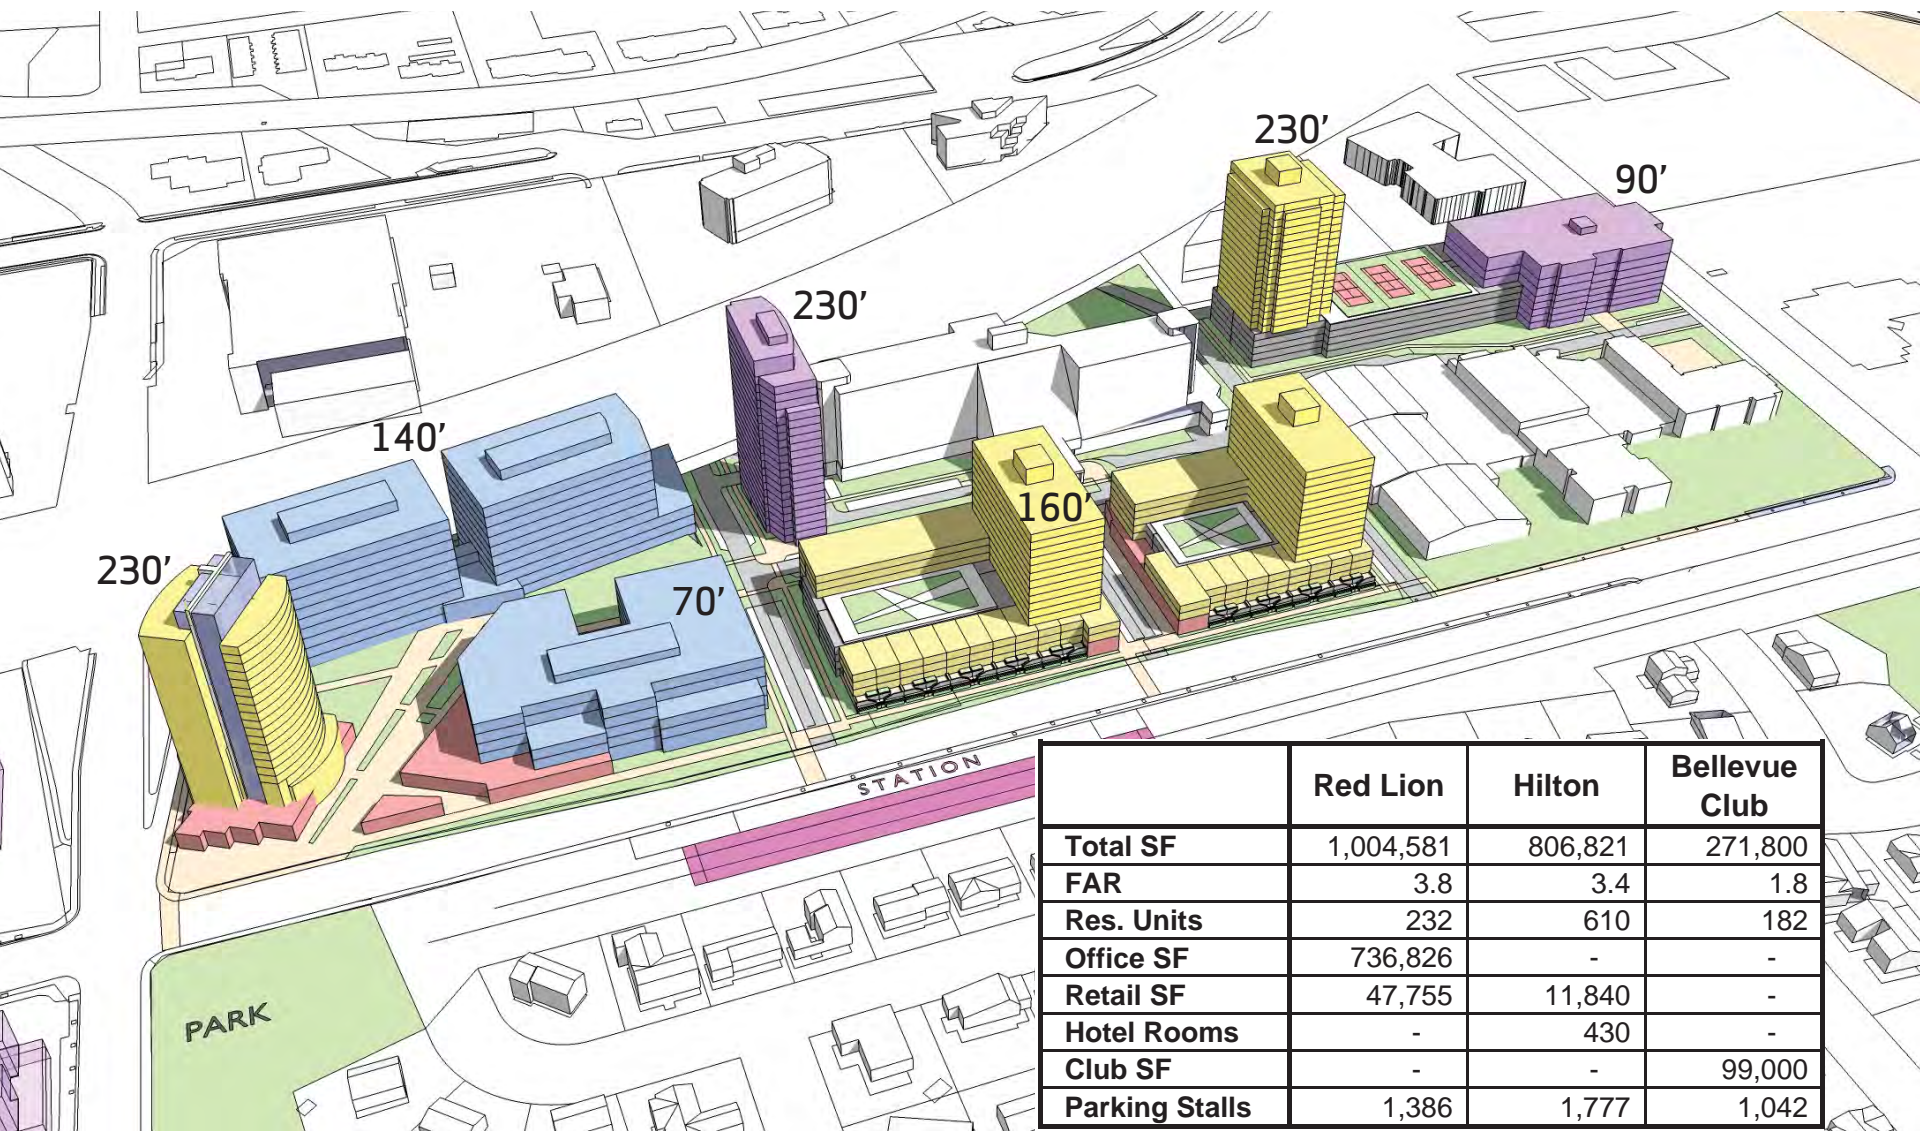 230'
90'
230'
140'
160'
230'
70'
STATION
PARK
Red Lion Hilton Bellevue Club
Total SF 1,004,581 806,821 271,800
FAR 3.8 3.4 1.8
Res. Units 232 610 182
Office SF 736,826 - -
Retail SF 47,755 11,840 -
Hotel Rooms - 430 -
Club SF - - 99,000
Parking Stalls 1,386 1,777 1,042